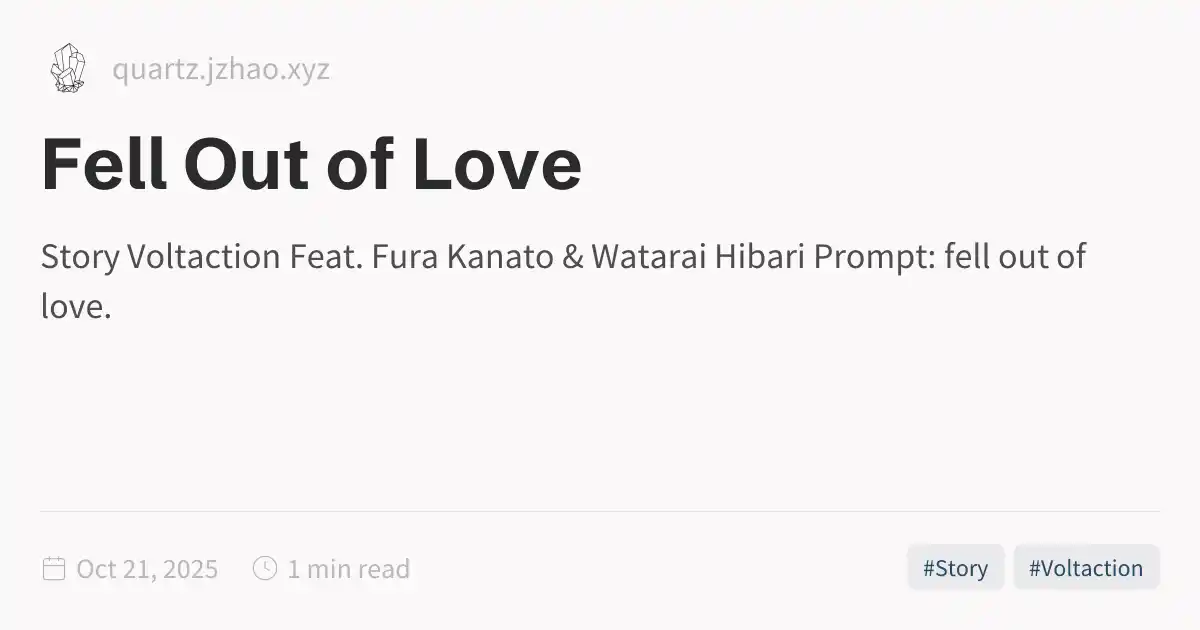 quartz.jzhao.xyz
Fell Out of Love
Story Voltaction Feat. Fura Kanato & Watarai Hibari Prompt: fell out of
love.
Oct 21, 2025 1 min read #Story #Voltaction